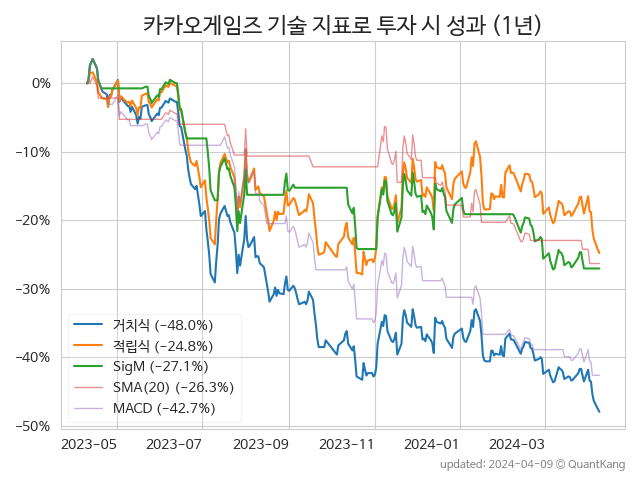 카카오게임즈 기술 지표로 투자 시 성과 (1년)
0%
−10%
−20%
−30%
−40%
−50%
거치식 (−48.0%)
적립식 (−24.8%)
SigM (−27.1%)
SMA(20) (−26.3%)
MACD (−42.7%)
2023-05
2023-07
2023-09
2023-11
2024-01
2024-03
updated: 2024-04-09 © QuantKang